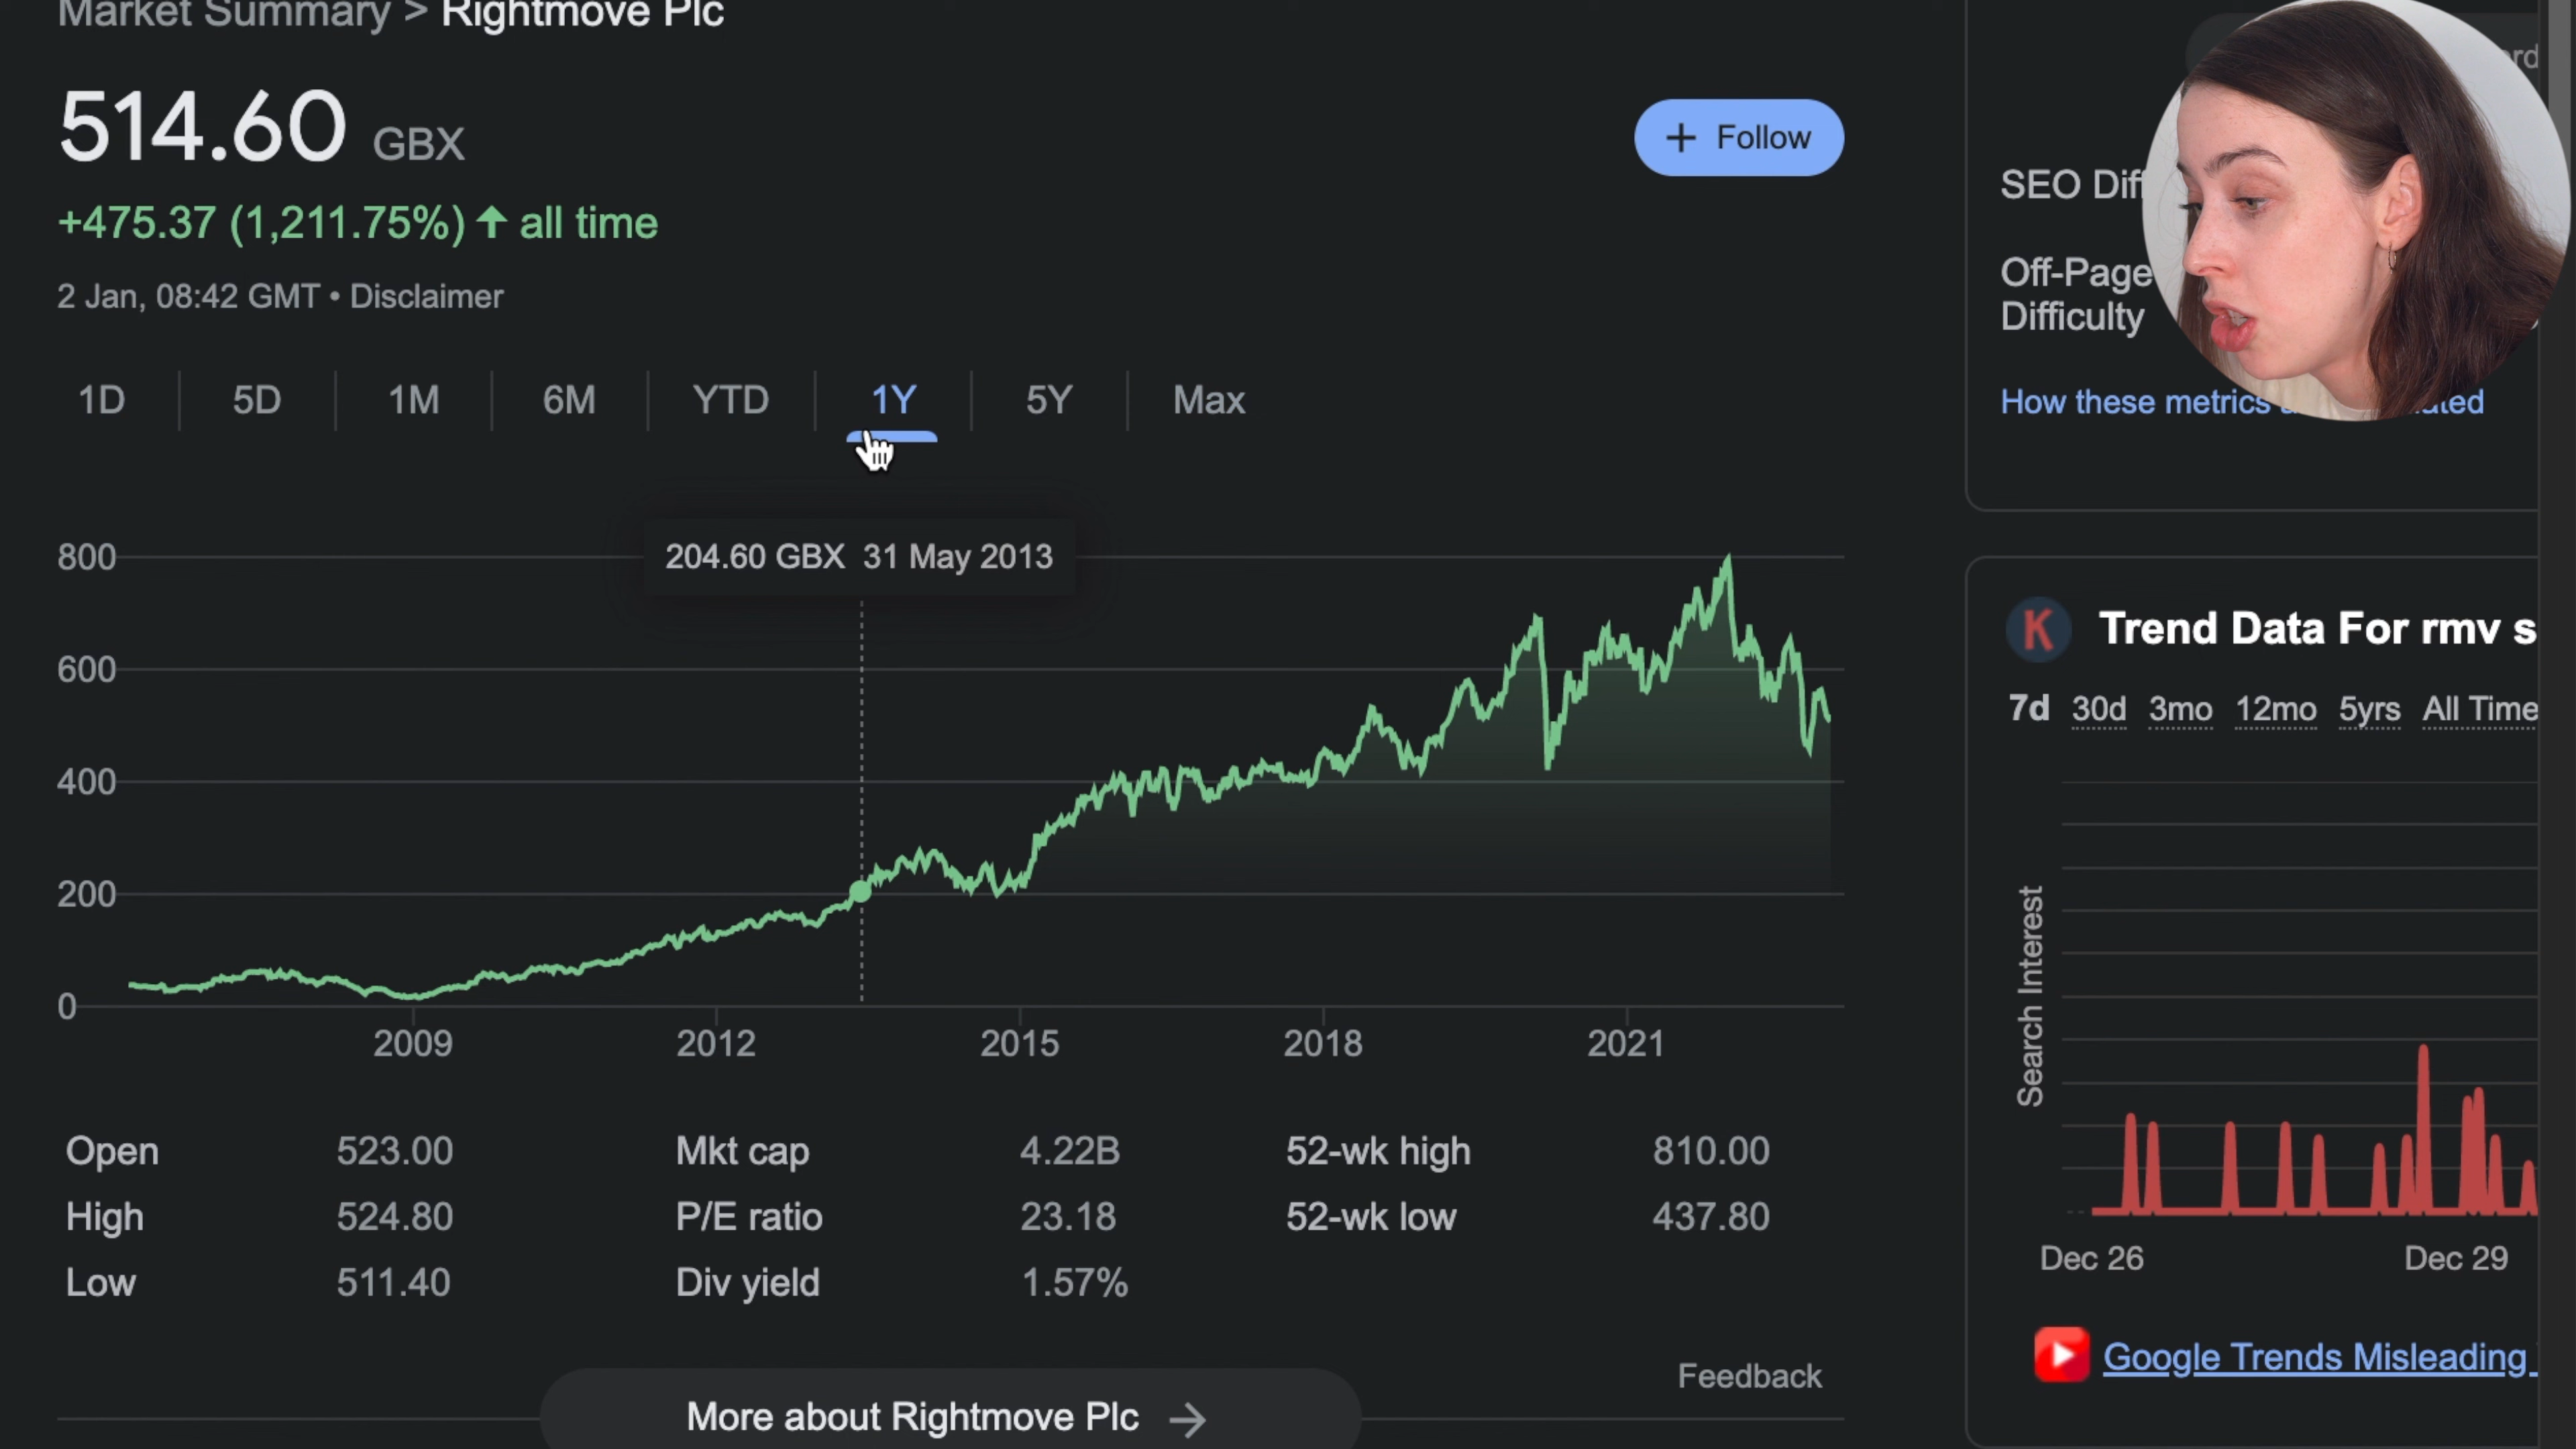 Market Summary > Rightmove Plc
514.60 GBX
+ Follow
+475.37 (1,211.75%) ↑ all time
2 Jan, 08:42 GMT • Disclaimer
1D 5D 1M 6M YTD 1Y 5Y Max
204.60 GBX 31 May 2013
800
600
400
200
0
2009 2012 2015 2018 2021
Open 523.00 Mkt cap 4.22B 52-wk high 810.00
High 524.80 P/E ratio 23.18 52-wk low 437.80
Low 511.40 Div yield 1.57%
Feedback
More about Rightmove Plc →
SEO
Off-Page
Difficulty
How these metrics
K Trend Data For rmv s
7d 30d 3mo 12mo 5yrs All Time
Search Interest
Dec 26 Dec 29
Google Trends Misleading